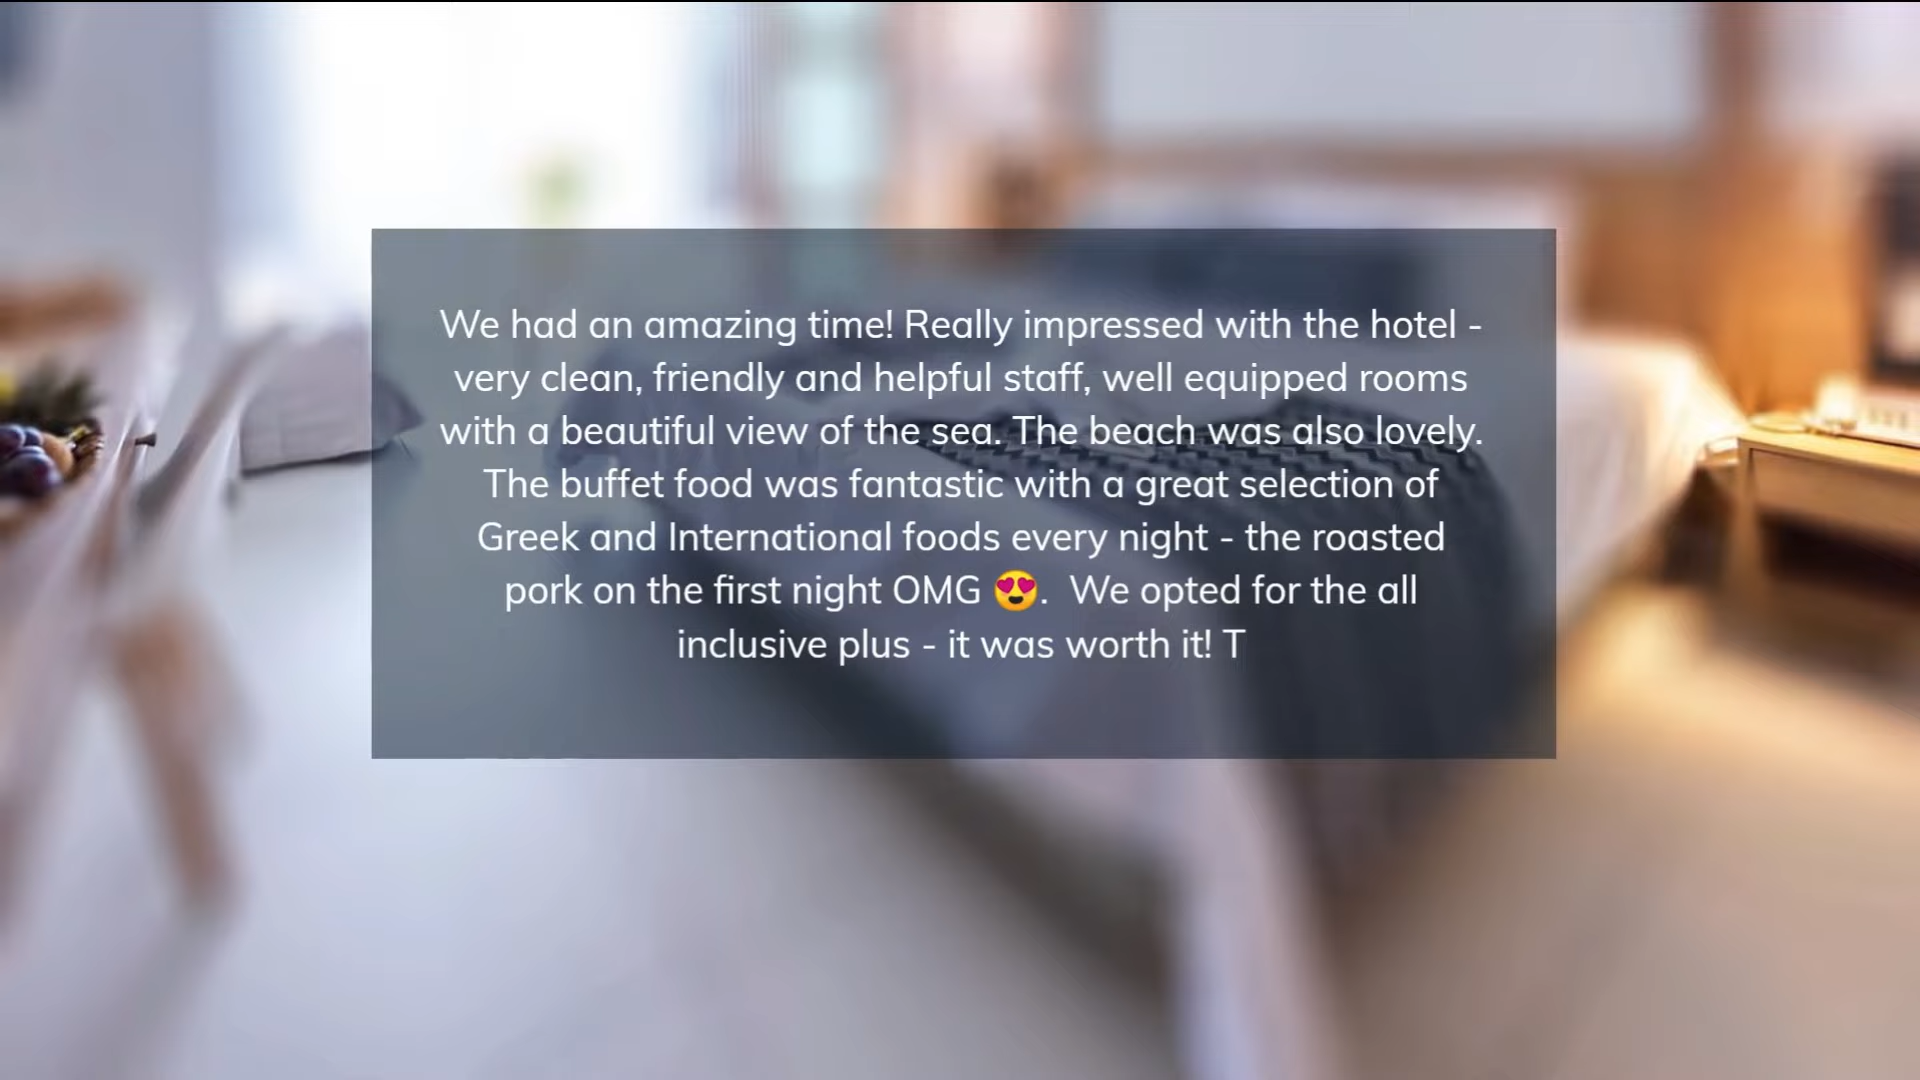 We had an amazing time! Really impressed with the hotel -
very clean, friendly and helpful staff, well equipped rooms
with a beautiful view of the sea. The beach was also lovely.
The buffet food was fantastic with a great selection of
Greek and International foods every night - the roasted
pork on the first night OMG 😍.  We opted for the all
inclusive plus - it was worth it! T